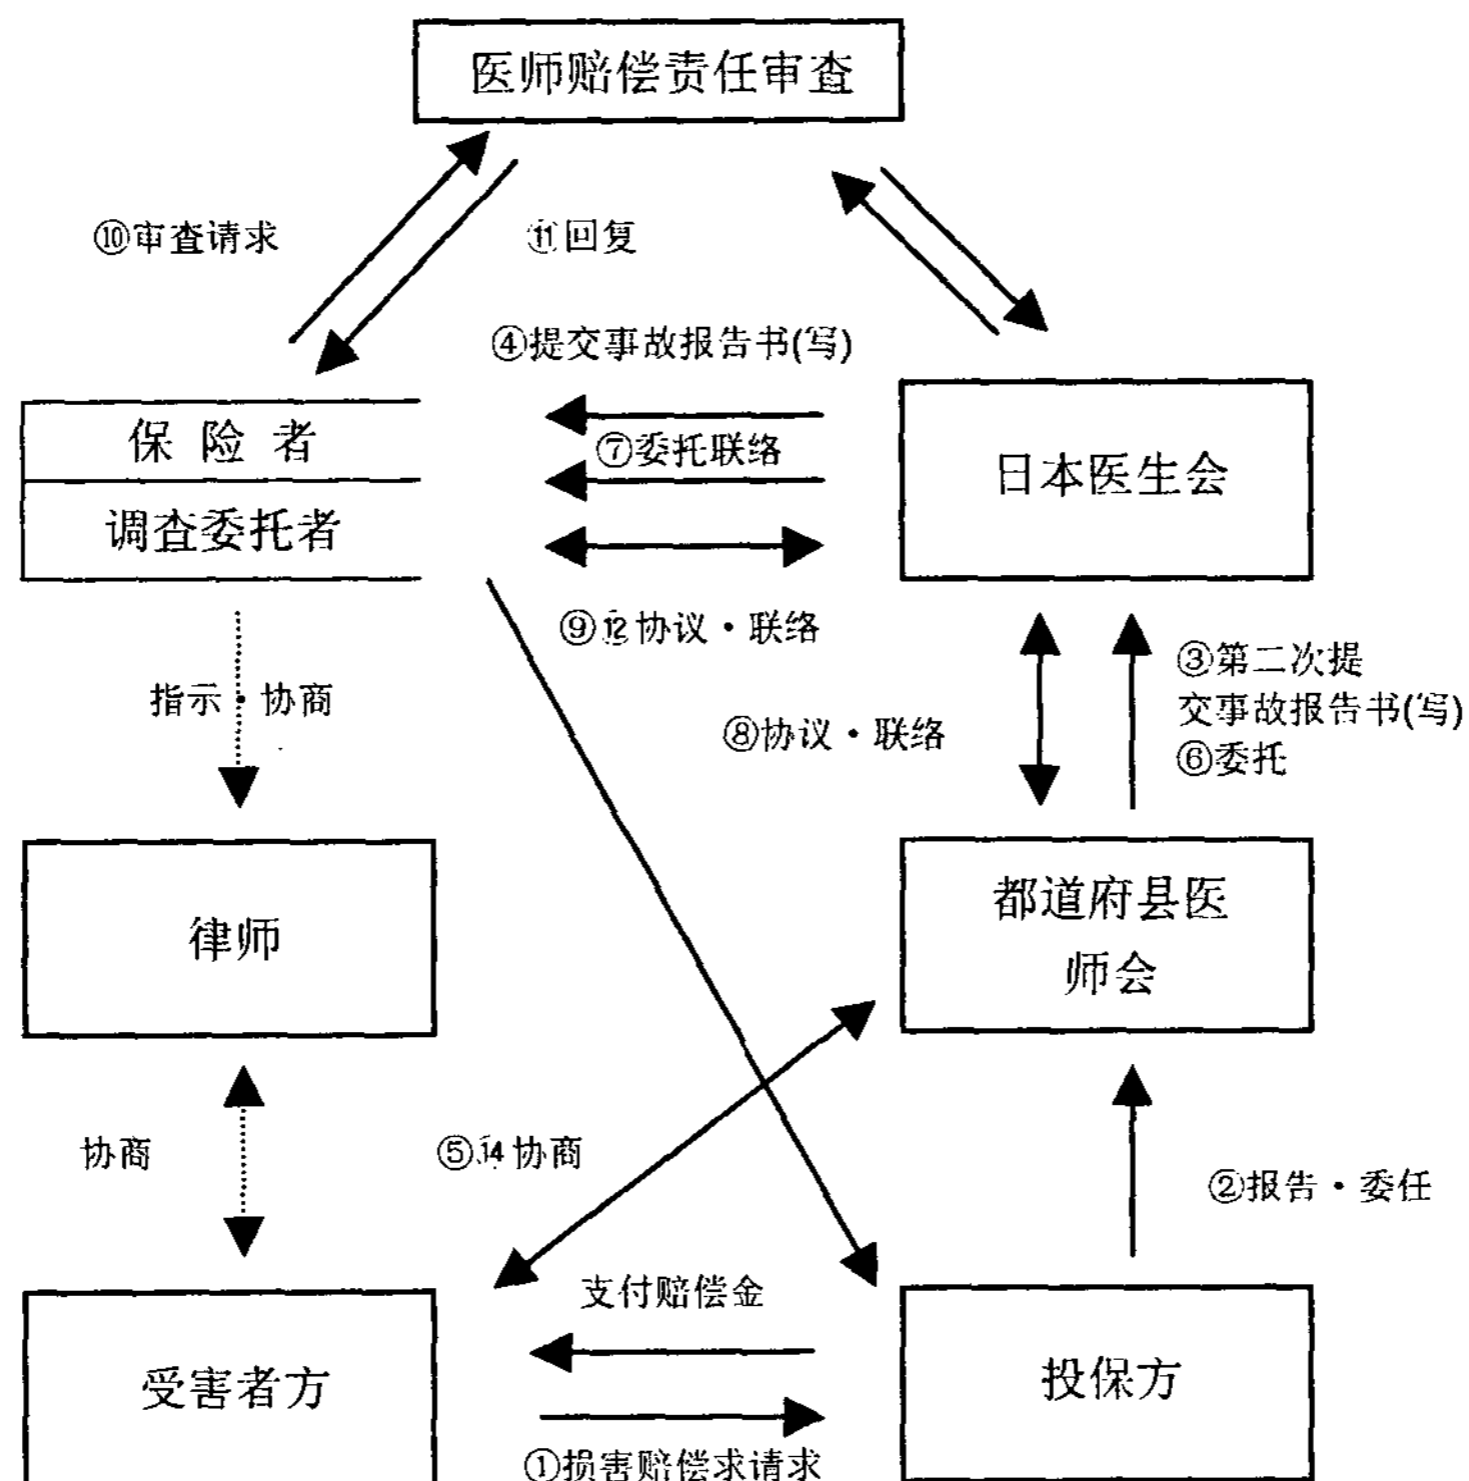 医师赔偿责任审查
⑩审查请求
⑪回复
④提交事故报告书(写)
保险者
⑦委托联络
日本医生会
调查委托者
⑨⑫协议·联络
③第二次提
交事故报告书(写)
⑥委托
指示·协商
⑧协议·联络
律师
都道府县医
师会
协商
⑤⑭协商
②报告·委任
支付赔偿金
受害者方
投保方
①损害赔偿求请求